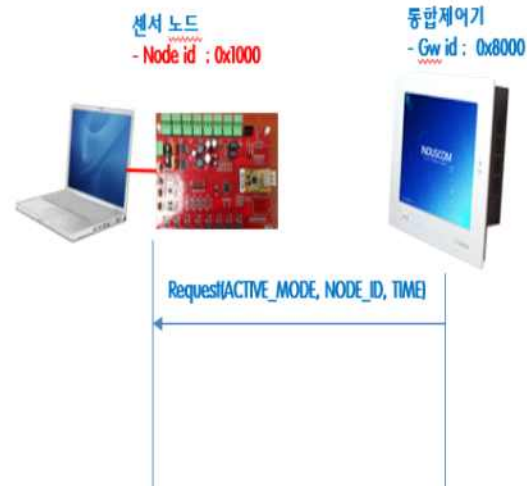 센서 노드
- Node id : 0x1000
통합제어기
- Gw id : 0x8000
NDUSCOM
Request(ACTIVE_MODE, NODE_ID, TIME)